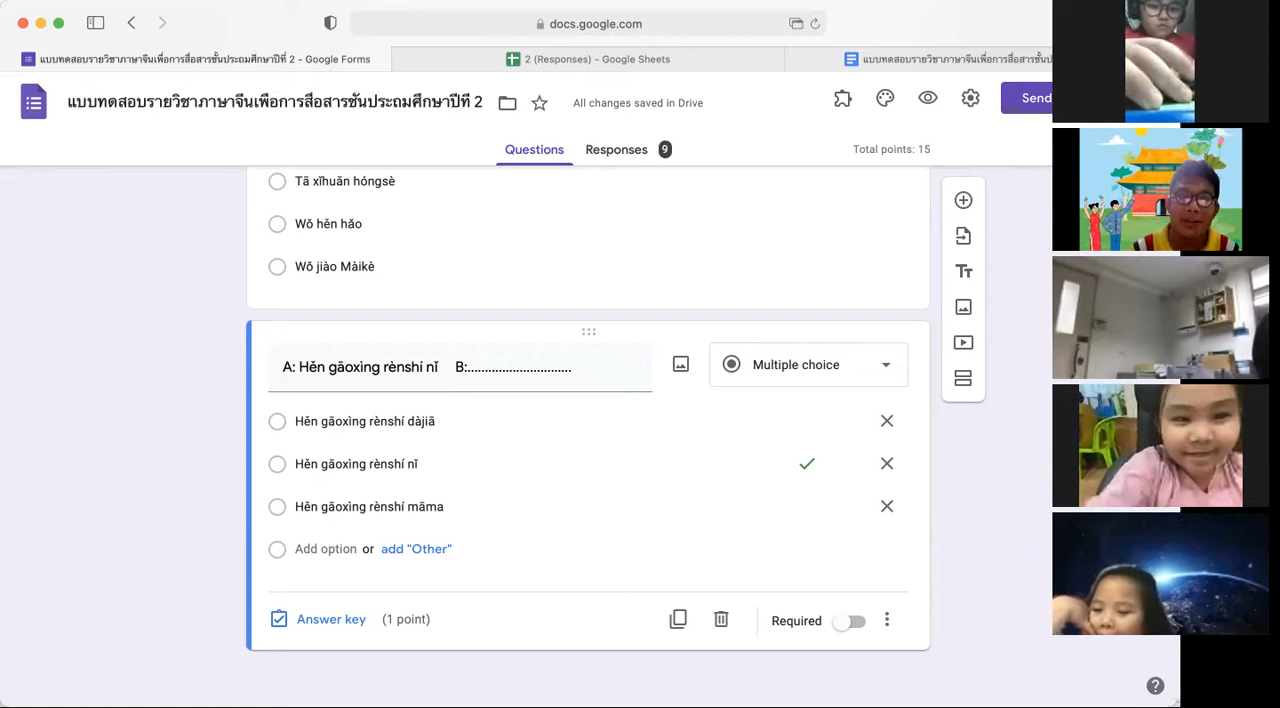 docs.google.com
แบบทดสอบรายวิชาภาษาจีนเพื่อการสื่อสารชั้นประถมศึกษาปีที่ 2 - Google Forms
2 (Responses) - Google Sheets
แบบทดสอบรายวิชาภาษาจีนเพื่อการสื่อสารชั้นป
แบบทดสอบรายวิชาภาษาจีนเพื่อการสื่อสารชั้นประถมศึกษาปีที่ 2
All changes saved in Drive
Send
Questions
Responses 9
Total points: 15
Tā xǐhuān hóngsè
Wǒ hěn hǎo
Wǒ jiào Màikè
A: Hěn gāoxìng rènshí nǐ B:..............................
Multiple choice
Hěn gāoxìng rènshí dàjiā
Hěn gāoxìng rènshí nǐ
Hěn gāoxìng rènshí māma
Add option or add "Other"
Answer key (1 point)
Required